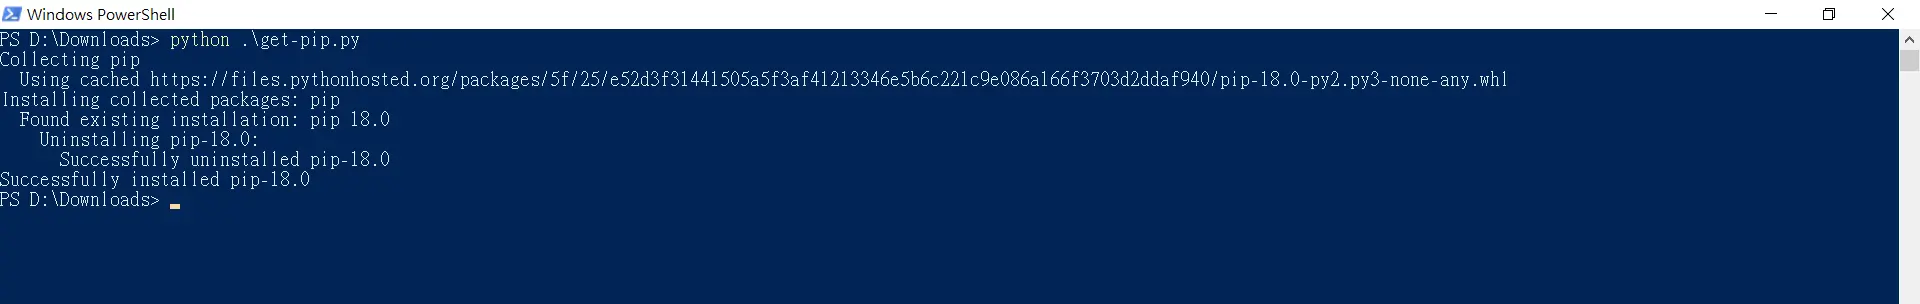 Windows PowerShell
PS D:\Downloads> python .\get-pip.py
Collecting pip
  Using cached https://files.pythonhosted.org/packages/5f/25/e52d3f31441505a5f3af41213346e5b6c221c9e086a166f3703d2ddaf940/pip-18.0-py2.py3-none-any.whl
Installing collected packages: pip
  Found existing installation: pip 18.0
    Uninstalling pip-18.0:
      Successfully uninstalled pip-18.0
Successfully installed pip-18.0
PS D:\Downloads>